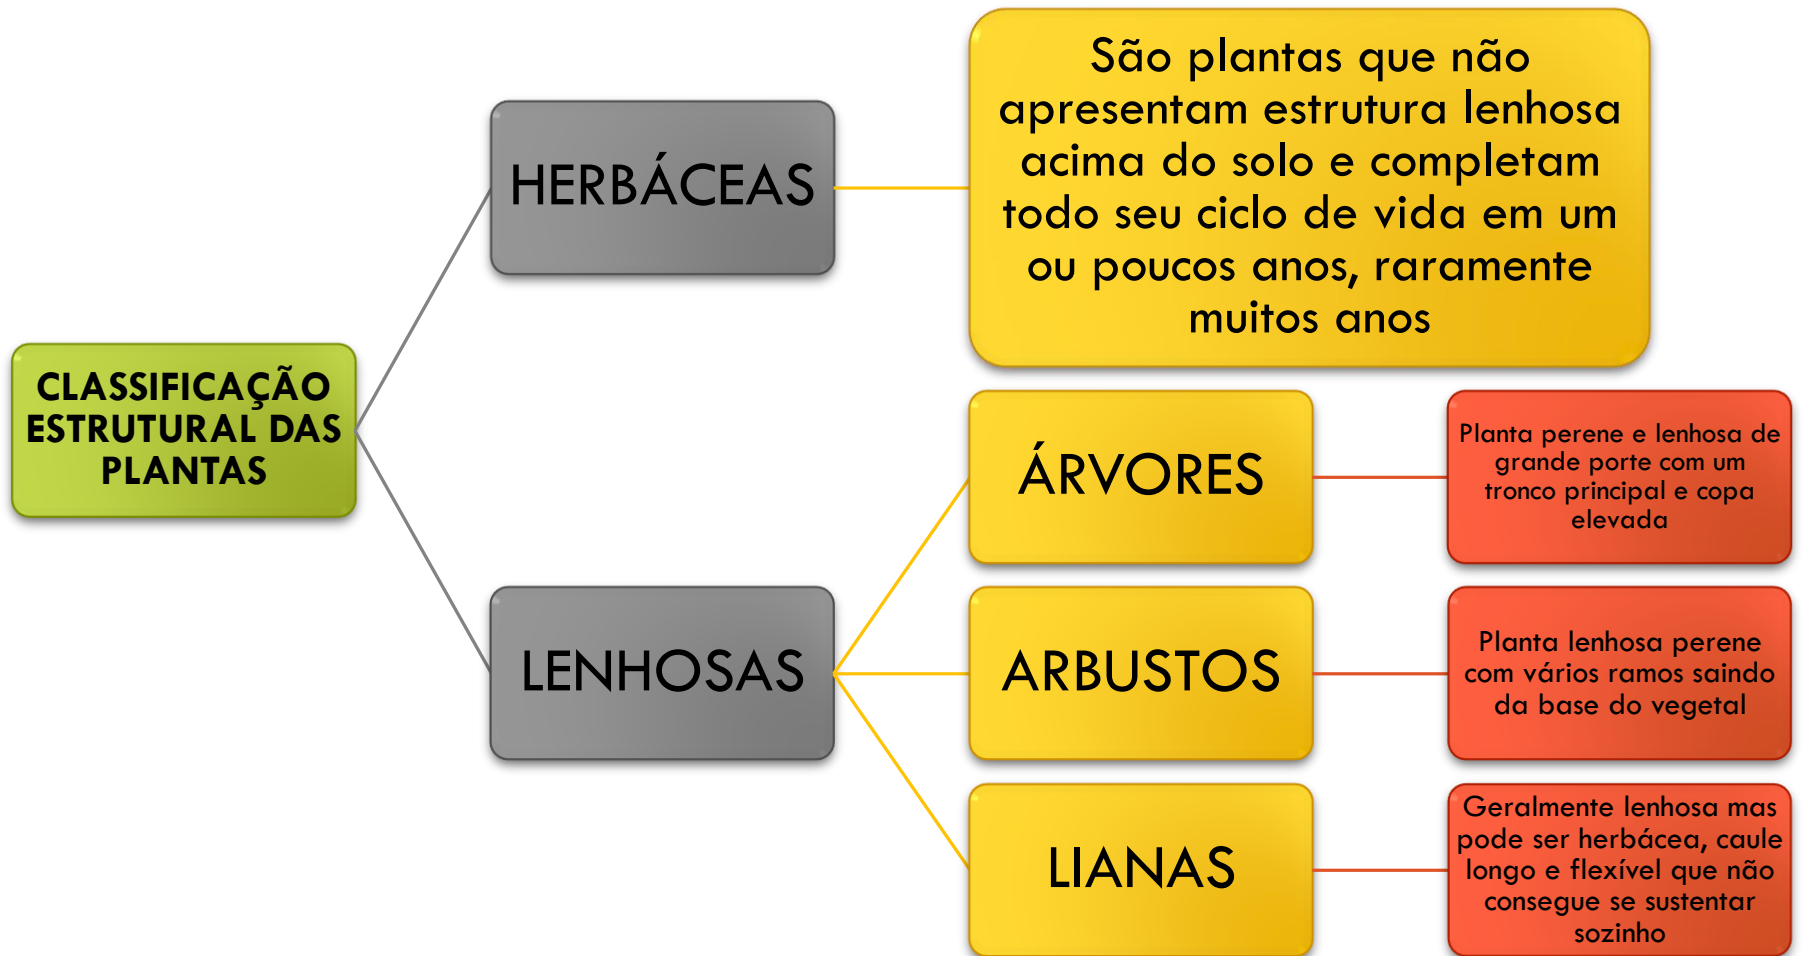 CLASSIFICAÇÃO
ESTRUTURAL DAS
PLANTAS
HERBÁCEAS
São plantas que não
apresentam estrutura lenhosa
acima do solo e completam
todo seu ciclo de vida em um
ou poucos anos, raramente
muitos anos
LENHOSAS
ÁRVORES
Planta perene e lenhosa de
grande porte com um
tronco principal e copa
elevada
ARBUSTOS
Planta lenhosa perene
com vários ramos saindo
da base do vegetal
LIANAS
Geralmente lenhosa mas
pode ser herbácea, caule
longo e flexível que não
consegue se sustentar
sozinho